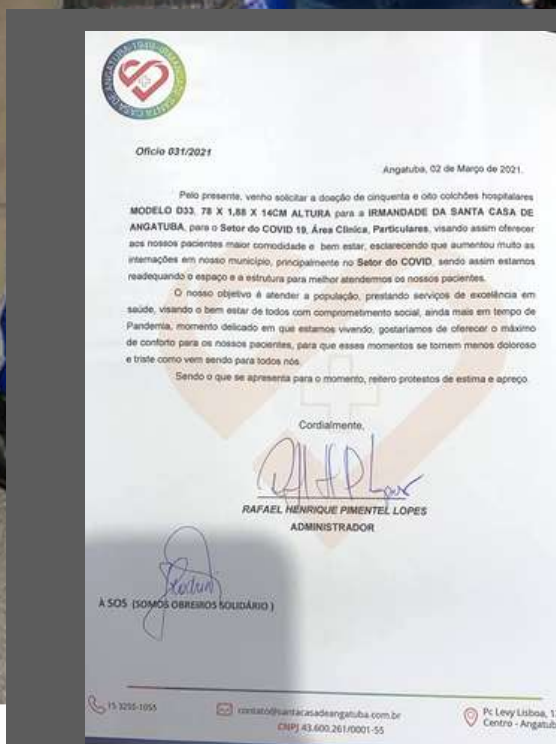 ANGATUBA-1949-IRMANDADE DA SANTA CASA DE
Ofício 031/2021
Angatuba, 02 de Março de 2021.
Pelo presente, venho solicitar a doação de cinquenta e oito colchões hospitalares
MODELO D33, 78 X 1,88 X 14CM ALTURA para a IRMANDADE DA SANTA CASA DE
ANGATUBA, para o Setor do COVID 19, Área Clínica, Particulares, visando assim oferecer
aos nossos pacientes maior comodidade e bem estar, esclarecendo que aumentou muito as
internações em nosso município, principalmente no Setor do COVID, sendo assim estamos
readequando o espaço e a estrutura para melhor atendermos os nossos pacientes.
O nosso objetivo é atender a população, prestando serviços de excelência em
saúde, visando o bem estar de todos com comprometimento social, ainda mais em tempo de
Pandemia, momento delicado em que estamos vivendo, gostaríamos de oferecer o máximo
de conforto para os nossos pacientes, para que esses momentos se tornem menos doloroso
e triste como vem sendo para todos nós.
Sendo o que se apresenta para o momento, reitero protestos de estima e apreço.
Cordialmente,
RAFAEL HENRIQUE PIMENTEL LOPES
ADMINISTRADOR
À SOS (SOMOS OBREIROS SOLIDÁRIO )
15 3255-1055
contato@santacasadeangatuba.com.br
CNPJ 43.600.261/0001-55
Pc Levy Lisboa, 1
Centro - Angatub